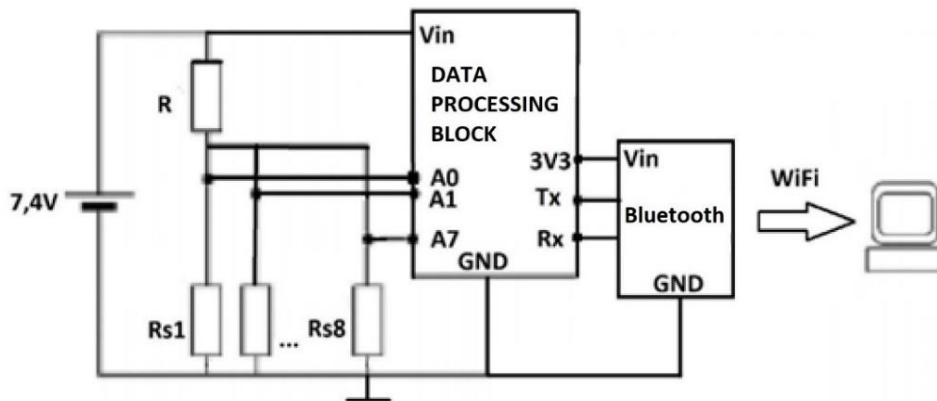 Vin
DATA
PROCESSING
BLOCK
R
3V3
Vin
WiFi
A0
7,4V
A1
Tx
Bluetooth
A7
Rx
GND
GND
Rs1
...
Rs8